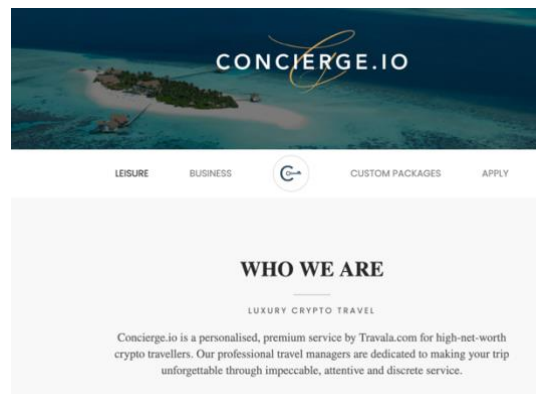 CONCIERGE.IO
LEISURE BUSINESS CUSTOM PACKAGES APPLY
WHO WE ARE
LUXURY CRYPTO TRAVEL
Concierge.io is a personalised, premium service by Travala.com for high-net-worth
crypto travellers. Our professional travel managers are dedicated to making your trip
unforgettable through impeccable, attentive and discrete service.